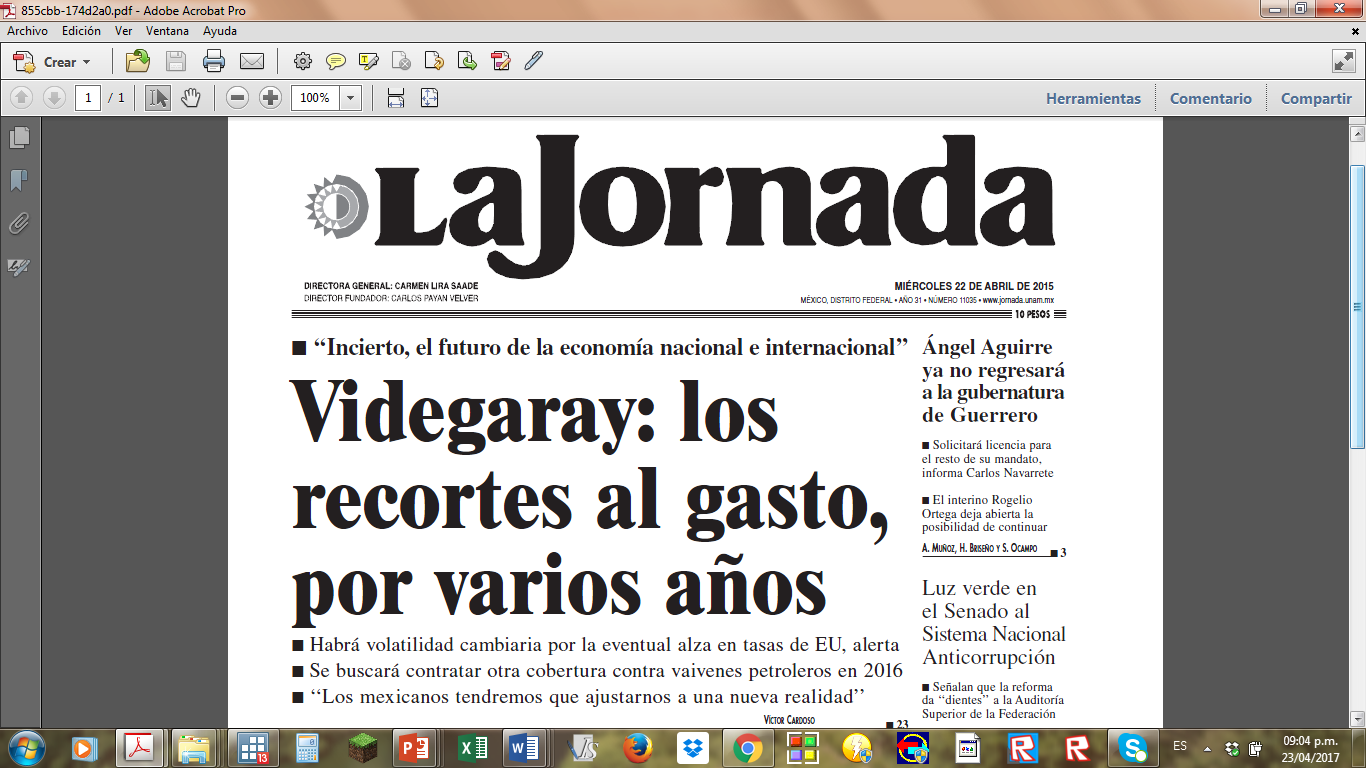 855cbb-174d2a0.pdf - Adobe Acrobat Pro
Archivo Edición Ver Ventana Ayuda
Crear
1 / 1 100% Herramientas Comentario Compartir
La Jornada
DIRECTORA GENERAL: CARMEN LIRA SAADE
DIRECTOR FUNDADOR: CARLOS PAYAN VELVER
MIÉRCOLES 22 DE ABRIL DE 2015
MÉXICO, DISTRITO FEDERAL • AÑO 31 • NÚMERO 11035 • www.jornada.unam.mx
10 PESOS
■ “Incierto, el futuro de la economía nacional e internacional”
Videgaray: los
recortes al gasto,
por varios años
■ Habrá volatilidad cambiaria por la eventual alza en tasas de EU, alerta
■ Se buscará contratar otra cobertura contra vaivenes petroleros en 2016
■ ‘‘Los mexicanos tendremos que ajustarnos a una nueva realidad’’
VÍCTOR CARDOSO ■ 23
Ángel Aguirre
ya no regresará
a la gubernatura
de Guerrero
■ Solicitará licencia para
el resto de su mandato,
informa Carlos Navarrete
■ El interino Rogelio
Ortega deja abierta la
posibilidad de continuar
A. MUÑOZ, H. BRISEÑO Y S. OCAMPO ■ 3
Luz verde en
el Senado al
Sistema Nacional
Anticorrupción
■ Señalan que la reforma
da ‘‘dientes’’ a la Auditoría
Superior de la Federación
13
ES
09:04 p.m.
23/04/2017